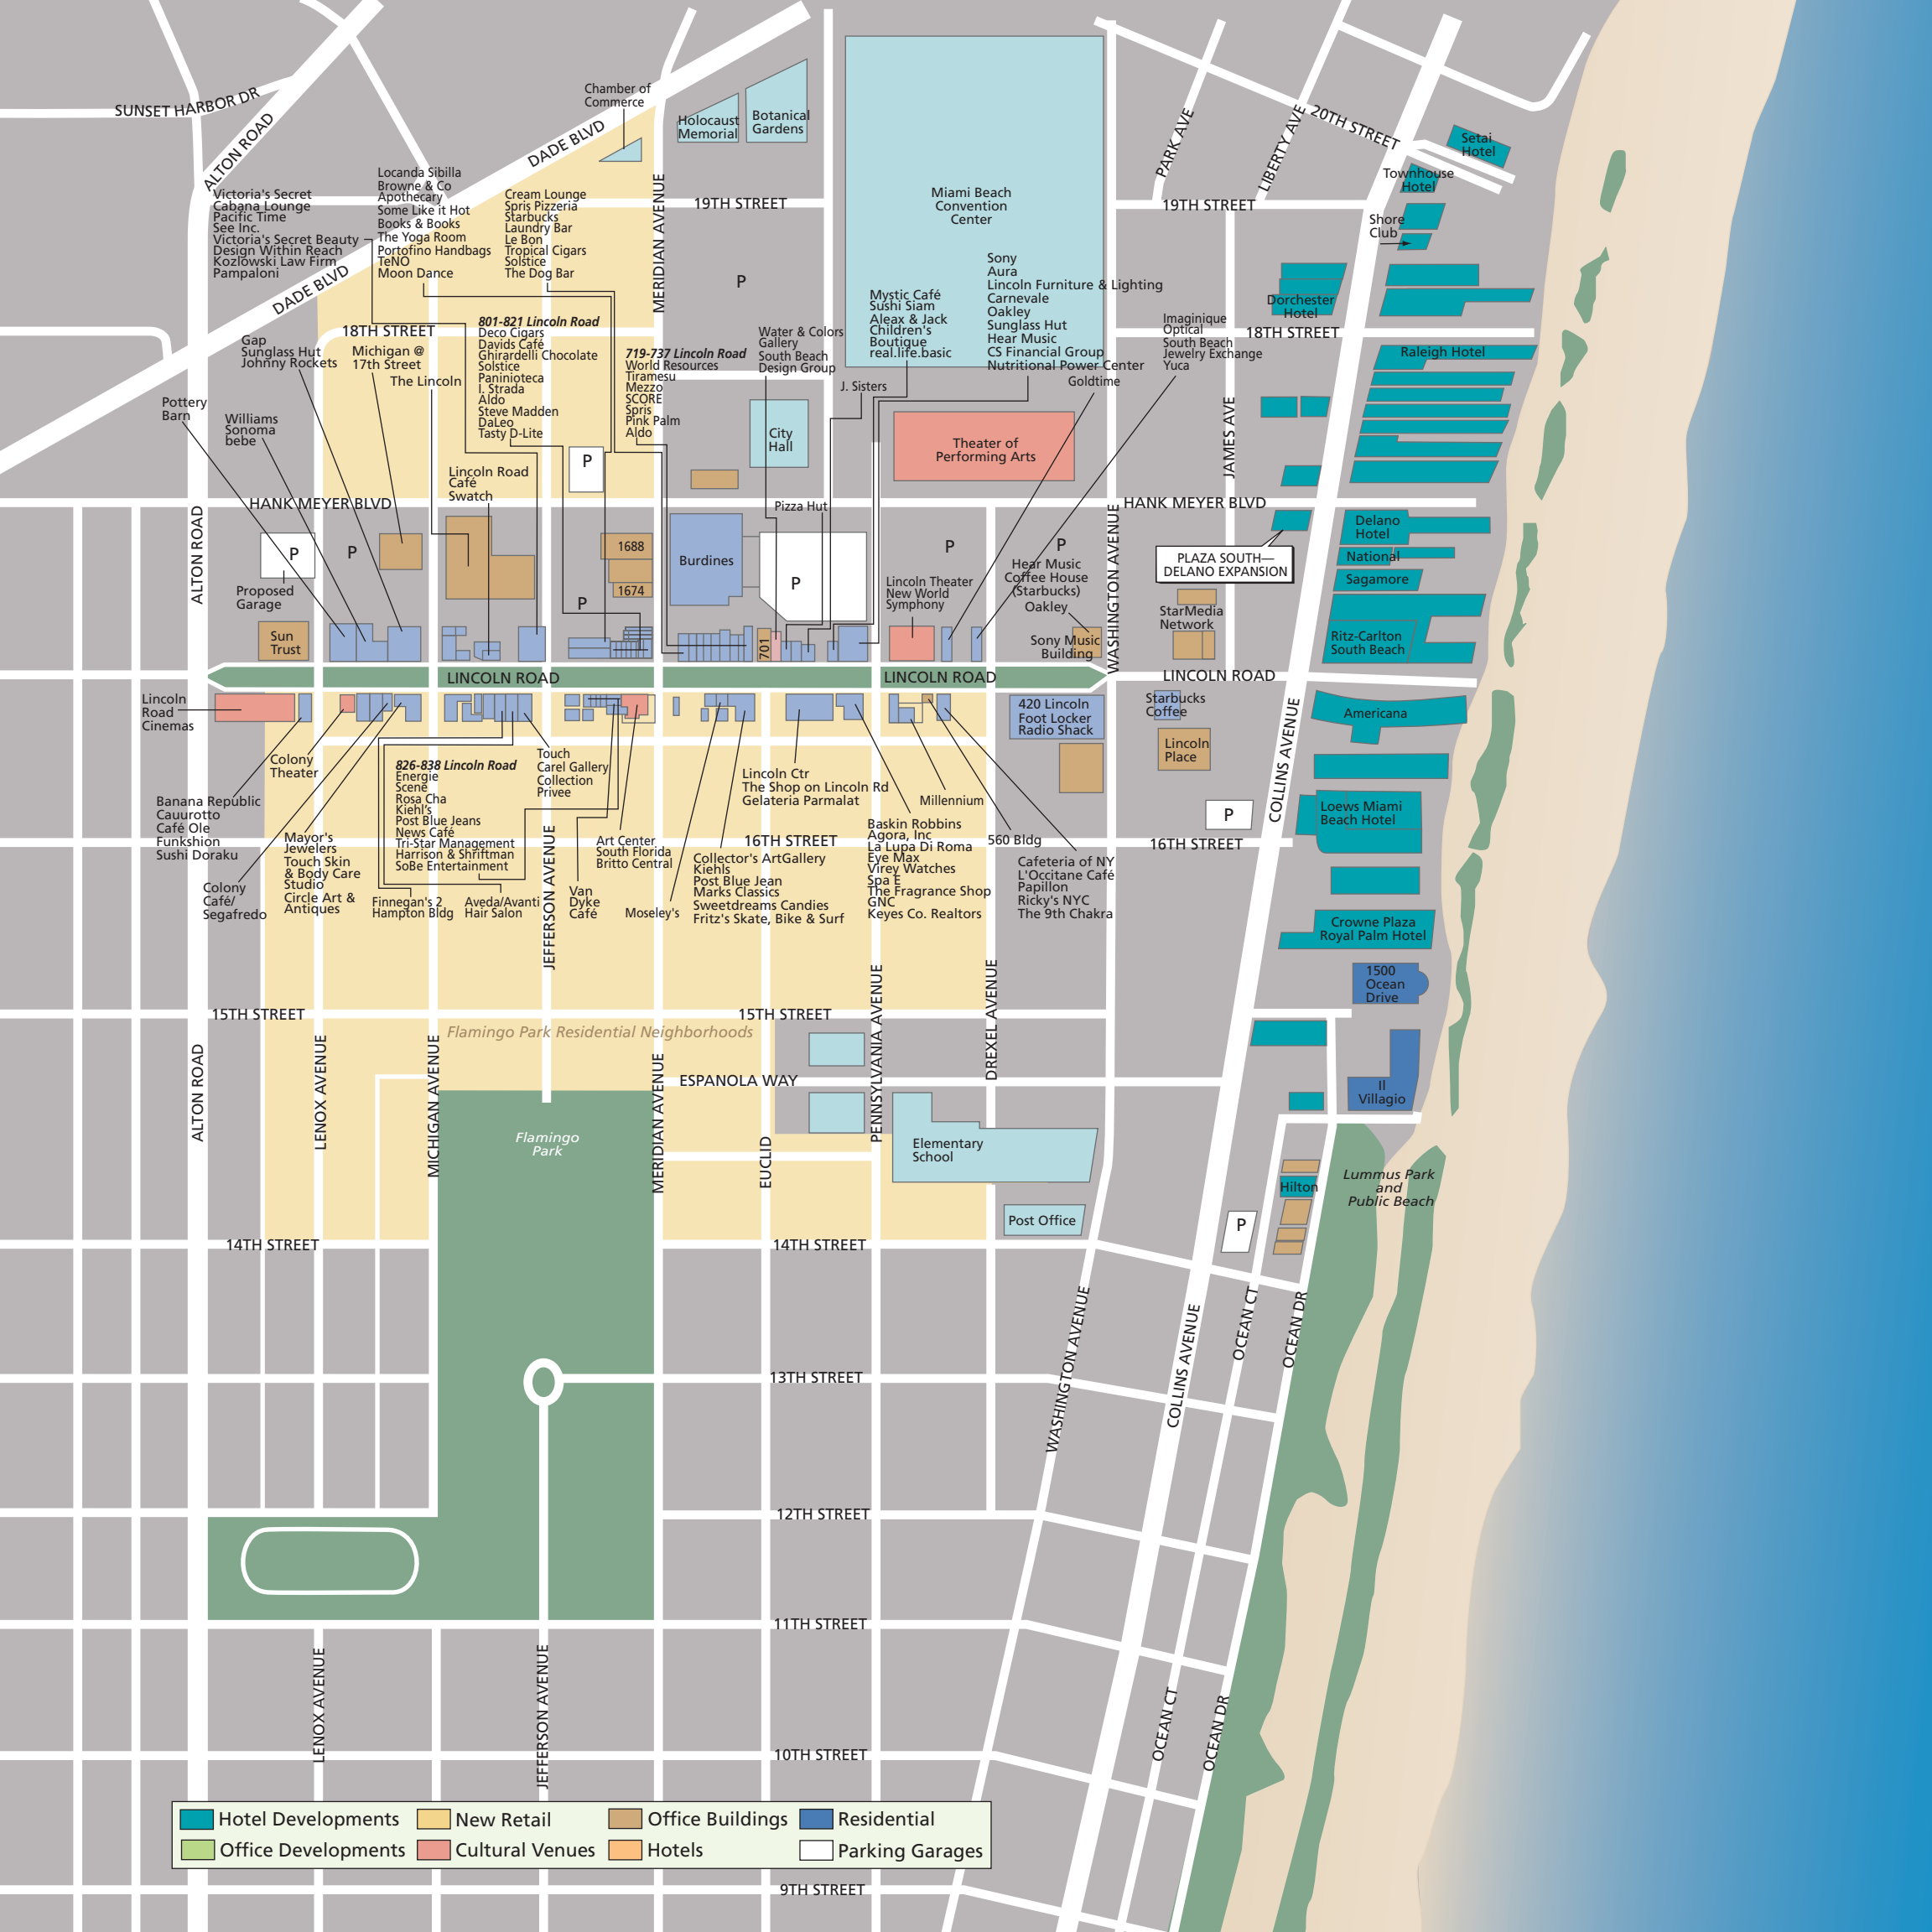 SUNSET HARBOR DR
ALTON ROAD
DADE BLVD
Chamber of
Commerce
Holocaust
Memorial
Botanical
Gardens
Miami Beach
Convention
Center
PARK AVE
LIBERTY AVE
20TH STREET
Setai
Hotel
Townhouse
Hotel
Shore
Club
19TH STREET
19TH STREET
MERIDIAN AVENUE
Victoria's Secret
Cabana Lounge
Pacific Time
See Inc.
Victoria's Secret Beauty
Design Within Reach
Kozlowski Law Firm
Pampaloni
DADE BLVD
Locanda Sibilla
Browne & Co
Apothecary
Some Like it Hot
Books & Books
The Yoga Room
Portofino Handbags
TeNO
Moon Dance
Cream Lounge
Spris Pizzeria
Starbucks
Laundry Bar
Le Bon
Tropical Cigars
Solstice
The Dog Bar
P
Mystic Café
Sushi Siam
Aleax & Jack
Children's
Boutique
real.life.basic
Sony
Aura
Lincoln Furniture & Lighting
Carnevale
Oakley
Sunglass Hut
Hear Music
CS Financial Group
Nutritional Power Center
Dorchester
Hotel
18TH STREET
18TH STREET
Raleigh Hotel
Gap
Sunglass Hut
Johnny Rockets
Michigan @
17th Street
The Lincoln
801-821 Lincoln Road
Deco Cigars
Davids Café
Ghirardelli Chocolate
Solstice
Paninioteca
I. Strada
Aldo
Steve Madden
DaLeo
Tasty D-Lite
719-737 Lincoln Road
World Resources
Tiramesu
Mezzo
SCORE
Spris
Pink Palm
Aldo
Water & Colors
Gallery
South Beach
Design Group
J. Sisters
Goldtime
Imaginique
Optical
South Beach
Jewelry Exchange
Yuca
Pottery
Barn
Williams
Sonoma
bebe
City
Hall
Theater of
Performing Arts
JAMES AVE
P
Lincoln Road
Café
Swatch
HANK MEYER BLVD
HANK MEYER BLVD
Pizza Hut
ALTON ROAD
P
P
Proposed
Garage
1688
1674
P
Burdines
P
P
P
Lincoln Theater
New World
Symphony
Hear Music
Coffee House
(Starbucks)
Oakley
Sony Music
Building
WASHINGTON AVENUE
PLAZA SOUTH—
DELANO EXPANSION
StarMedia
Network
Delano
Hotel
National
Sagamore
Ritz-Carlton
South Beach
Sun
Trust
701
LINCOLN ROAD
LINCOLN ROAD
LINCOLN ROAD
Lincoln
Road
Cinemas
420 Lincoln
Foot Locker
Radio Shack
Starbucks
Coffee
Lincoln
Place
Americana
COLLINS AVENUE
Colony
Theater
Banana Republic
Cauurotto
Café Ole
Funkshion
Sushi Doraku
Colony
Café/
Segafredo
Mayor's
Jewelers
Touch Skin
& Body Care
Studio
Circle Art &
Antiques
826-838 Lincoln Road
Energie
Scene
Rosa Cha
Kiehl's
Post Blue Jeans
News Café
Tri-Star Management
Harrison & Shriftman
SoBe Entertainment
Finnegan's 2
Hampton Bldg
Aveda/Avanti
Hair Salon
Touch
Carel Gallery
Collection
Privee
JEFFERSON AVENUE
Van
Dyke
Café
Art Center
South Florida
Britto Central
Moseley's
Lincoln Ctr
The Shop on Lincoln Rd
Gelateria Parmalat
16TH STREET
Collector's ArtGallery
Kiehls
Post Blue Jean
Marks Classics
Sweetdreams Candies
Fritz's Skate, Bike & Surf
Baskin Robbins
Agora, Inc
La Lupa Di Roma
Eye Max
Virey Watches
Spa E
The Fragrance Shop
GNC
Keyes Co. Realtors
Millennium
560 Bldg
Cafeteria of NY
L'Occitane Café
Papillon
Ricky's NYC
The 9th Chakra
16TH STREET
P
Loews Miami
Beach Hotel
Crowne Plaza
Royal Palm Hotel
1500
Ocean
Drive
Il
Villagio
15TH STREET
15TH STREET
Flamingo Park Residential Neighborhoods
ALTON ROAD
LENOX AVENUE
MICHIGAN AVENUE
MERIDIAN AVENUE
ESPANOLA WAY
EUCLID
PENNSYLVANIA AVENUE
DREXEL AVENUE
Flamingo
Park
Elementary
School
Post Office
Hilton
P
Lummus Park
and
Public Beach
14TH STREET
14TH STREET
WASHINGTON AVENUE
COLLINS AVENUE
OCEAN CT
OCEAN DR
13TH STREET
12TH STREET
11TH STREET
LENOX AVENUE
JEFFERSON AVENUE
OCEAN CT
OCEAN DR
10TH STREET
Hotel Developments
New Retail
Office Buildings
Residential
Office Developments
Cultural Venues
Hotels
Parking Garages
9TH STREET